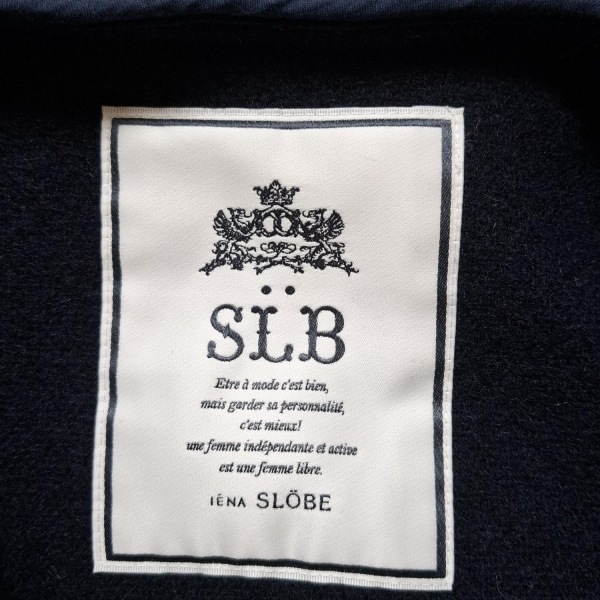 SL̈B
Etre à mode c'est bien,
mais garder sa personnalité,
c'est mieux!
une femme indépendante et active
est une femme libre.
IÉNA SLÖBE